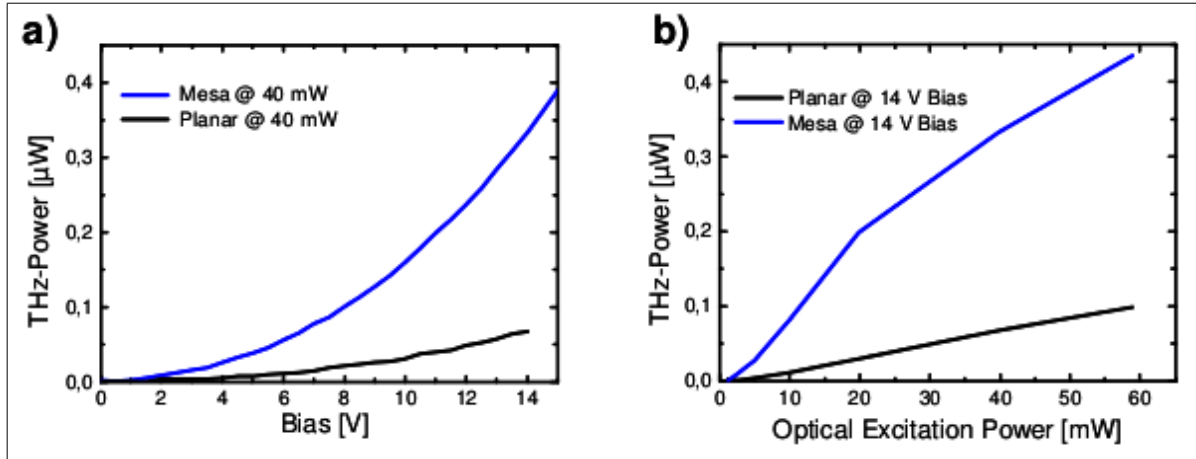 a)
0,4
0,3
0,2
0,1
0,0
THz-Power [µW]
Mesa @ 40 mW
Planar @ 40 mW
0 2 4 6 8 10 12 14
Bias [V]
b)
0,4
0,3
0,2
0,1
0,0
THz-Power [µW]
Planar @ 14 V Bias
Mesa @ 14 V Bias
0 10 20 30 40 50 60
Optical Excitation Power [mW]